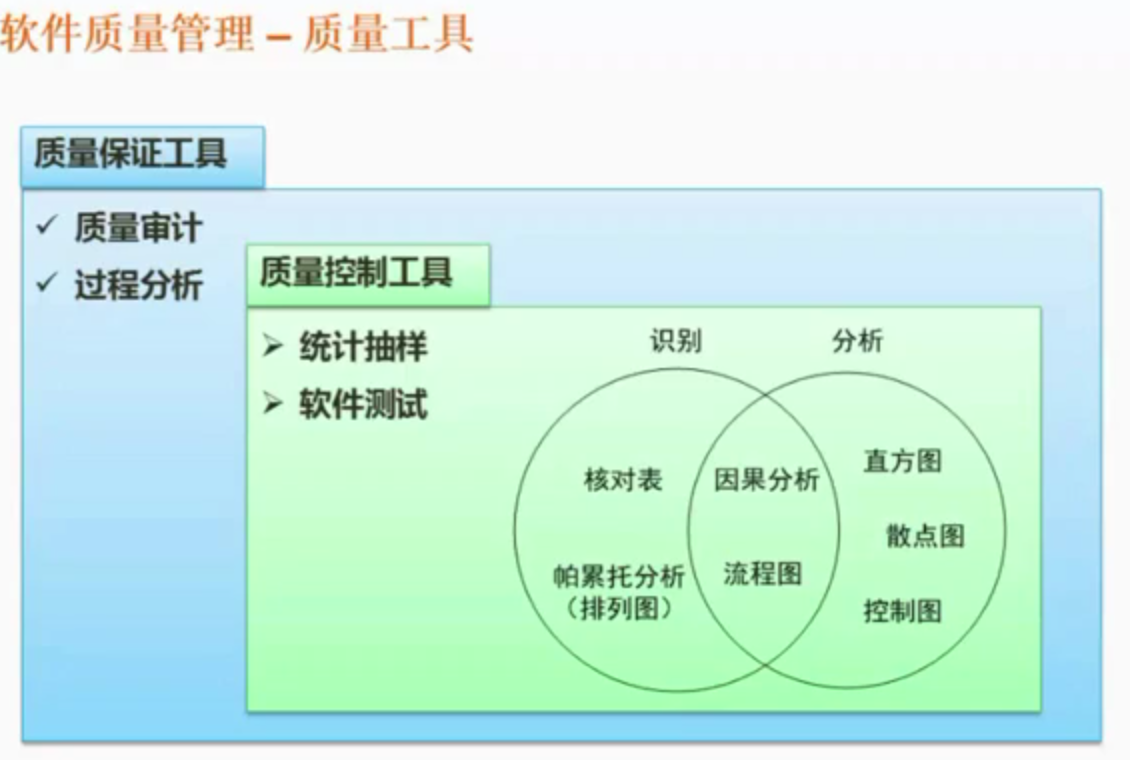 软件质量管理 – 质量工具
质量保证工具
✓ 质量审计
✓ 过程分析
质量控制工具
➢ 统计抽样
➢ 软件测试
识别
分析
核对表
因果分析
直方图
散点图
帕累托分析
（排列图）
流程图
控制图